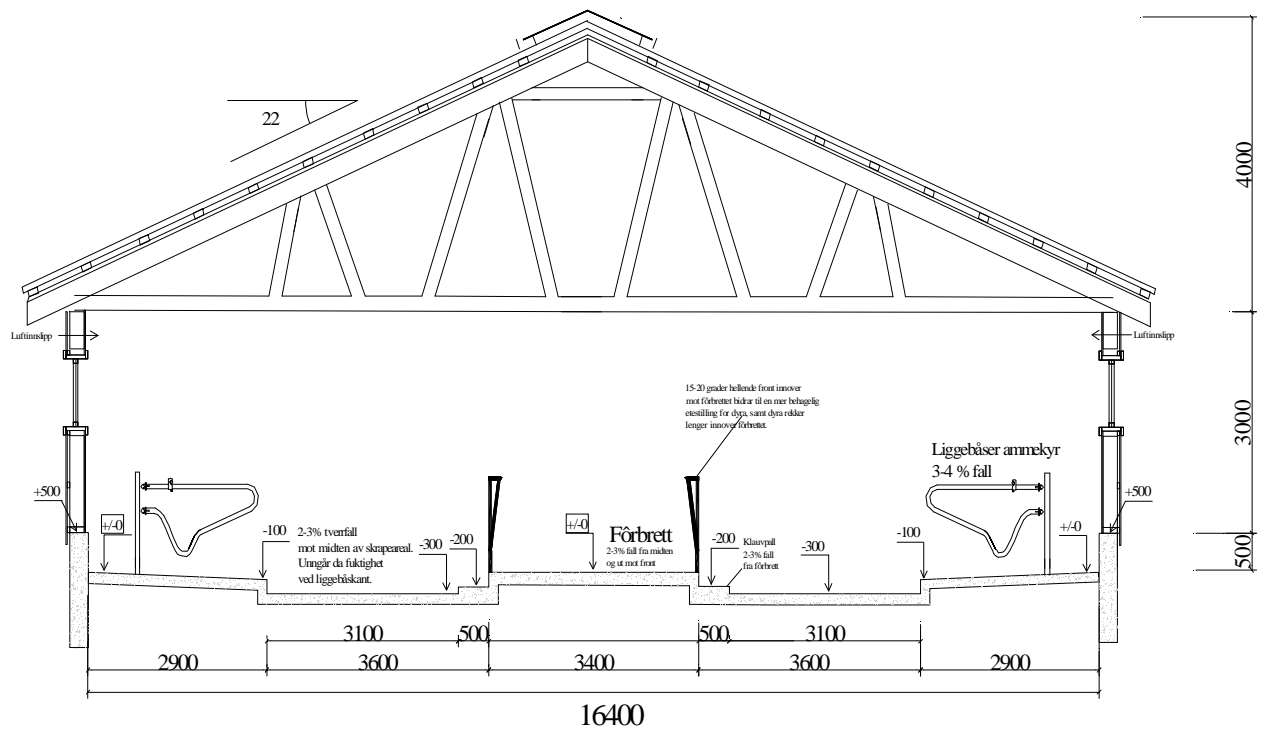 22
4000
Luftinnslipp
Luftinnslipp
15-20 grader hellende front innover
mot fôrbrettet bidrar til en mer behagelig
etestilling for dyra, samt dyra rekker
lenger innover fôrbrettet.
3000
Liggebåser ammekyr
3-4 % fall
+500
+500
+/-0
-100
2-3% tverrfall
mot midten av skrapeareal.
Unngår da fuktighet
ved liggebåskant.
-300
-200
+/-0
Fôrbrett
2-3% fall fra midten
og ut mot front
-200
Klauvpall
2-3% fall
fra fôrbrett
-300
-100
+/-0
500
3100
500
500
3100
2900
3600
3400
3600
2900
16400